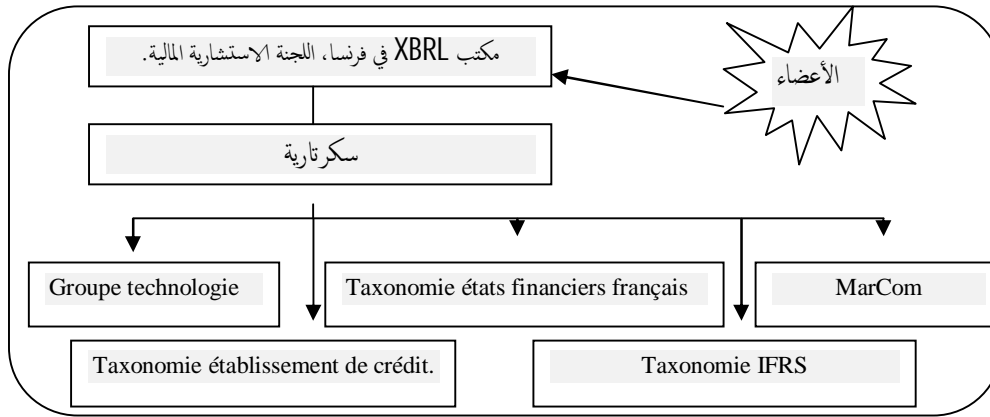 مكتب XBRL في فرنسا، اللجنة الاستشارية المالية.
الأعضاء
سكرتارية
Groupe technologie
Taxonomie états financiers français
MarCom
Taxonomie établissement de crédit.
Taxonomie IFRS